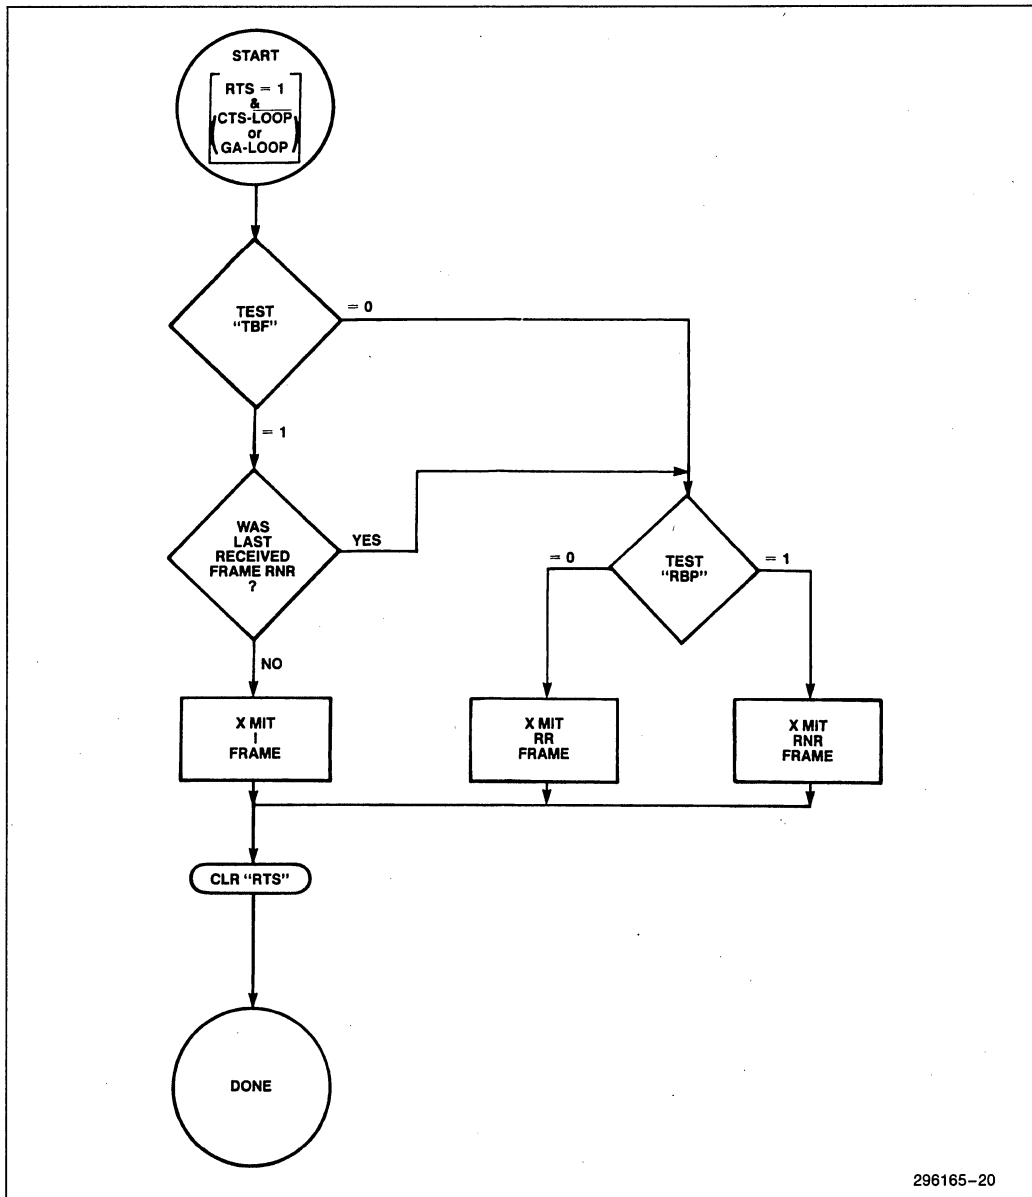 START
RTS = 1
&
(CTS-L̅O̅O̅P̅
or
GA-LOOP)
TEST
"TBF"
= 0
= 1
WAS
LAST
RECEIVED
FRAME RNR
?
YES
NO
TEST
"RBP"
= 0
= 1
X MIT
I
FRAME
X MIT
RR
FRAME
X MIT
RNR
FRAME
CLR "RTS"
DONE
296165-20